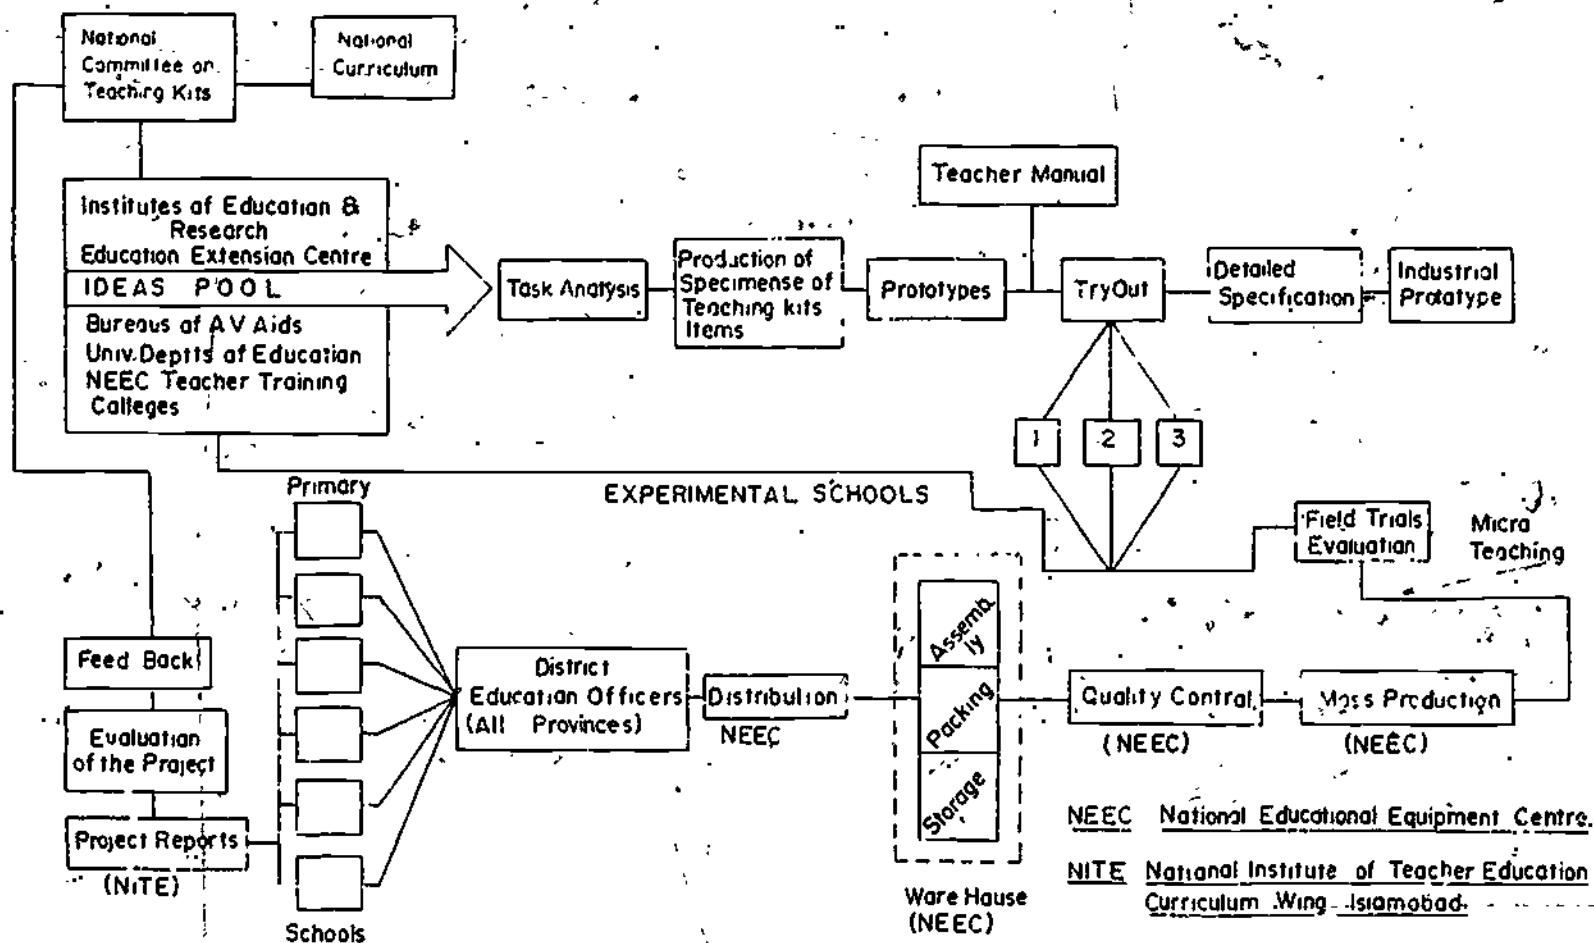 National
Committee on
Teaching Kits
National
Curriculum
Teacher Manual
Institutes of Education &
Research
Education Extension Centre
IDEAS POOL
Bureaus of AV Aids
Univ. Deptts of Education
NEEC Teacher Training
Colleges
Task Analysis
Production of
Specimense of
Teaching kits
Items
Prototypes
TryOut
Detailed
Specification
Industrial
Prototype
1
2
3
EXPERIMENTAL SCHOOLS
Field Trials
Evaluation
Micro
Teaching
Primary
Schools
Feed Back
Evaluation
of the Project
Project Reports
(NITE)
District
Education Officers
(All Provinces)
Distribution
NEEC
Assemb
ly
Packing
Storage
Ware House
(NEEC)
Quality Control
(NEEC)
Mass Production
(NEEC)
NEEC National Educational Equipment Centre.
NITE National Institute of Teacher Education
Curriculum Wing Islamabad